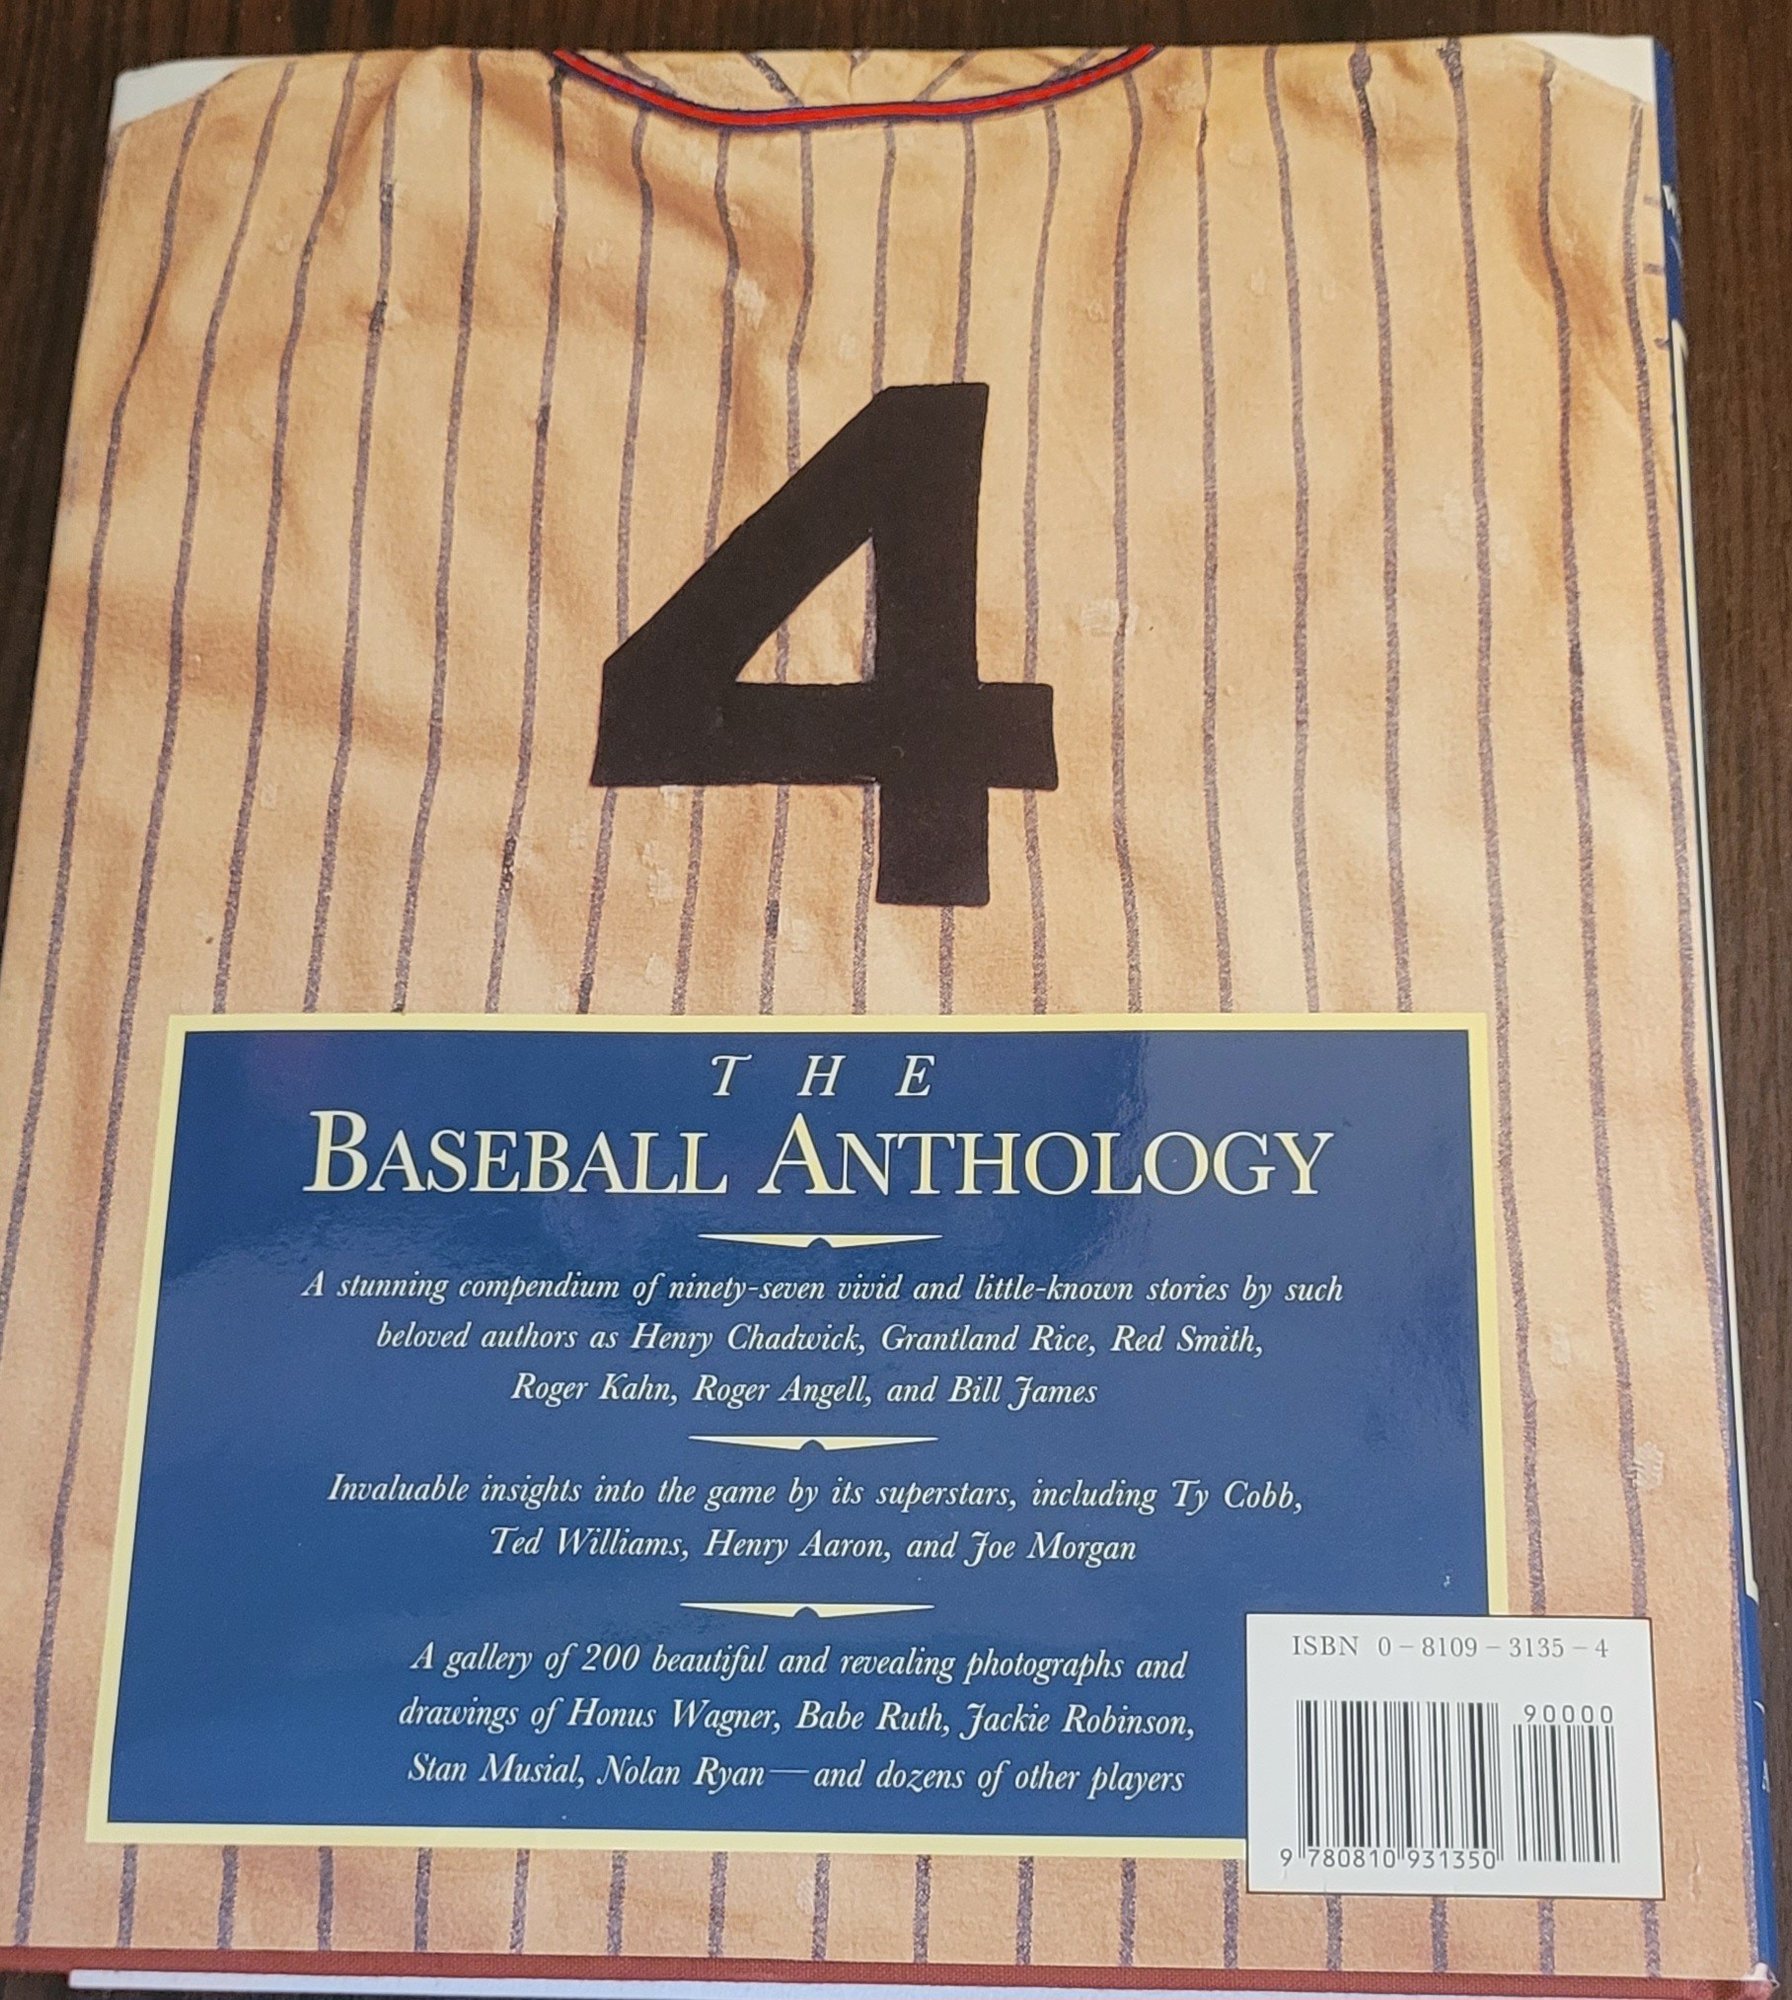 4
THE
BASEBALL ANTHOLOGY
A stunning compendium of ninety-seven vivid and little-known stories by such
beloved authors as Henry Chadwick, Grantland Rice, Red Smith,
Roger Kahn, Roger Angell, and Bill James
Invaluable insights into the game by its superstars, including Ty Cobb,
Ted Williams, Henry Aaron, and Joe Morgan
A gallery of 200 beautiful and revealing photographs and
drawings of Honus Wagner, Babe Ruth, Jackie Robinson,
Stan Musial, Nolan Ryan—and dozens of other players
ISBN 0-8109-3135-4
90000
9 780810 931350